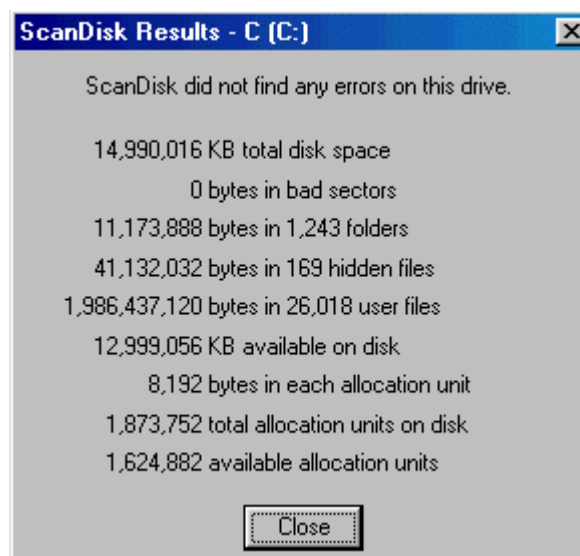 ScanDisk Results - C (C:)
ScanDisk did not find any errors on this drive.
14,990,016 KB total disk space
0 bytes in bad sectors
11,173,888 bytes in 1,243 folders
41,132,032 bytes in 169 hidden files
1,986,437,120 bytes in 26,018 user files
12,999,056 KB available on disk
8,192 bytes in each allocation unit
1,873,752 total allocation units on disk
1,624,882 available allocation units
Close